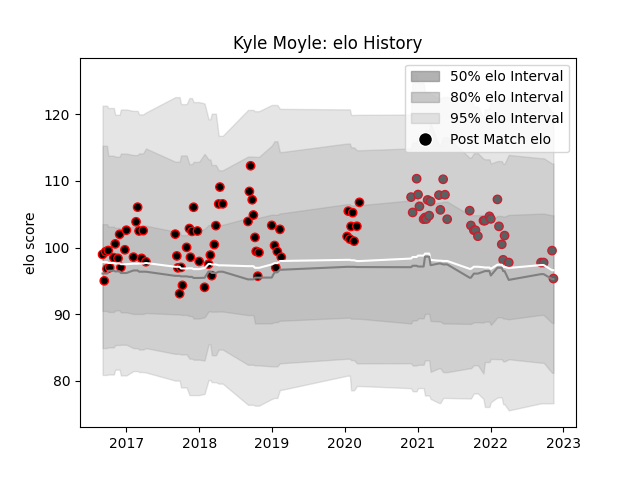 Kyle Moyle: elo History
50% elo Interval
80% elo Interval
95% elo Interval
Post Match elo
elo score
120
110
100
90
80
2017
2018
2019
2020
2021
2022
2023